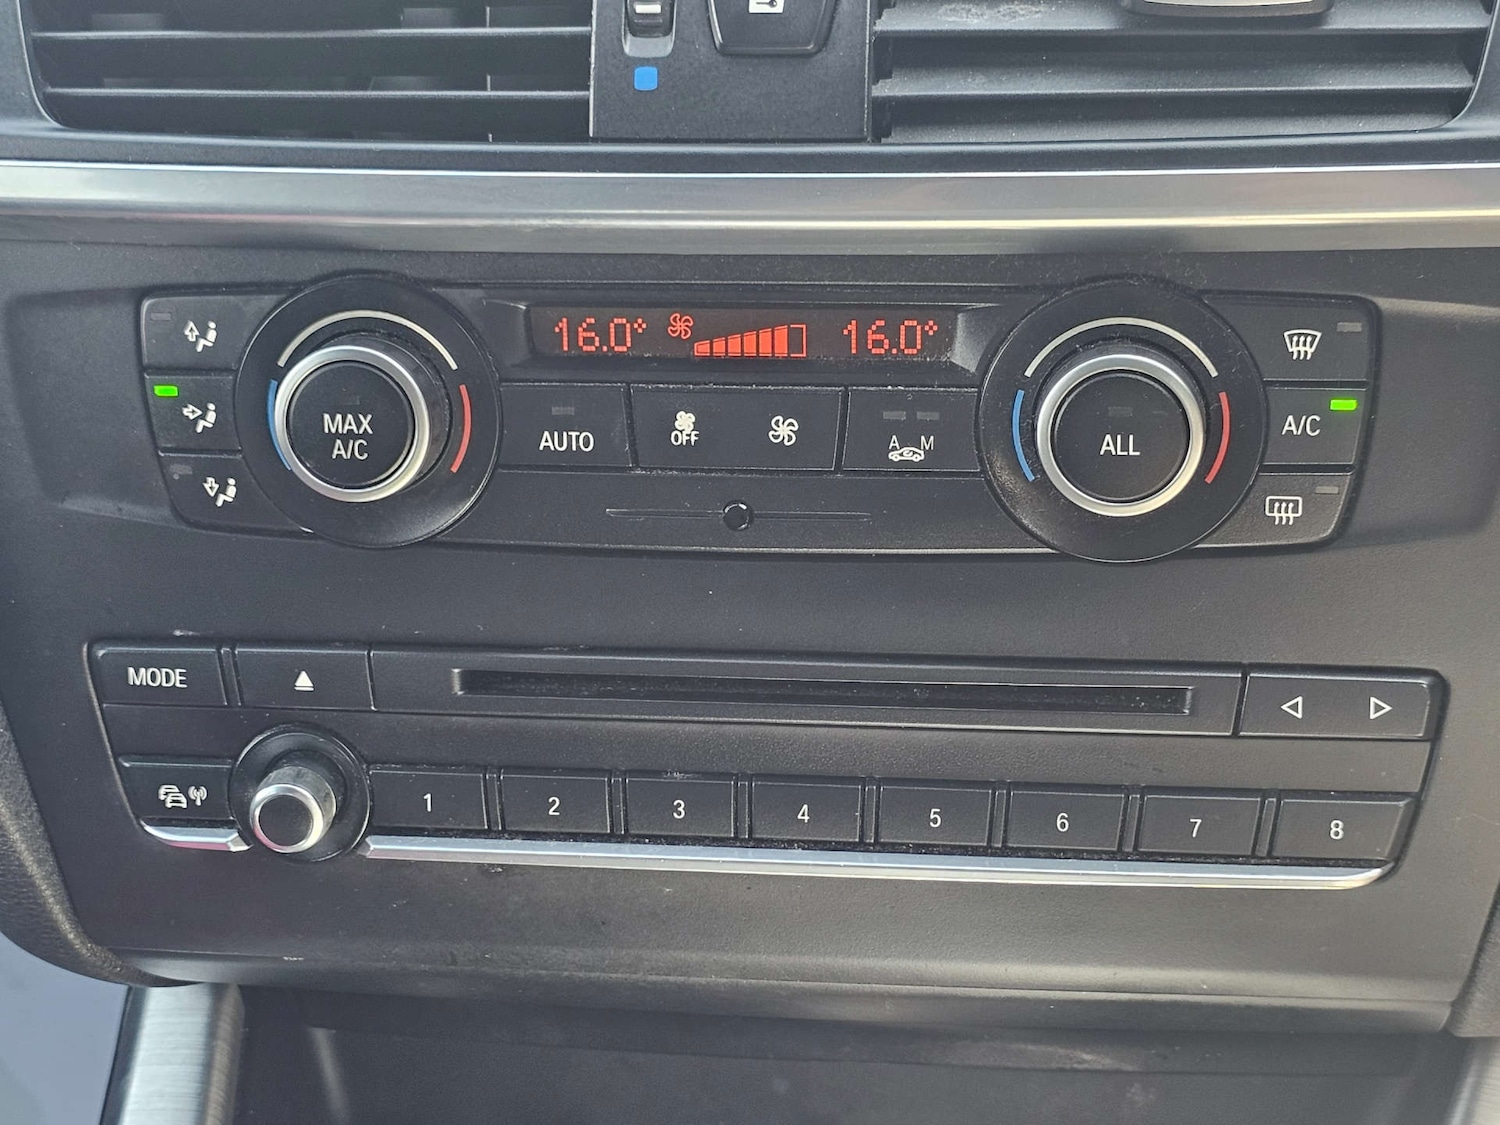 16.0° 16.0°
MAX
A/C
AUTO
OFF
A M
ALL
A/C
MODE
1 2 3 4 5 6 7 8